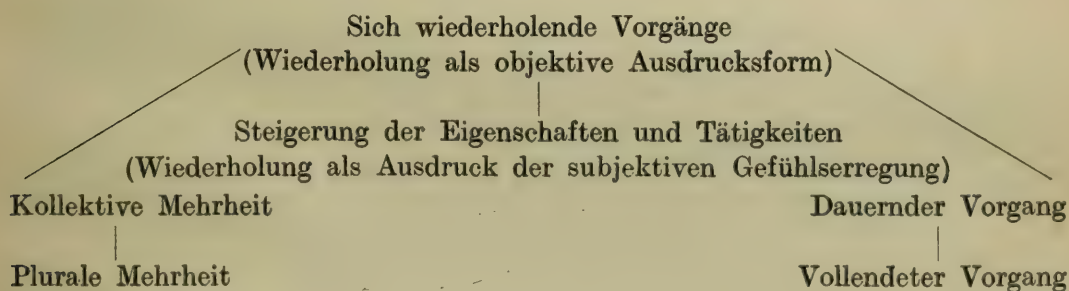 Sich wiederholende Vorgänge
(Wiederholung als objektive Ausdrucksform)
Steigerung der Eigenschaften und Tätigkeiten
(Wiederholung als Ausdruck der subjektiven Gefühlserregung)
Kollektive Mehrheit Dauernder Vorgang
Plurale Mehrheit Vollendeter Vorgang